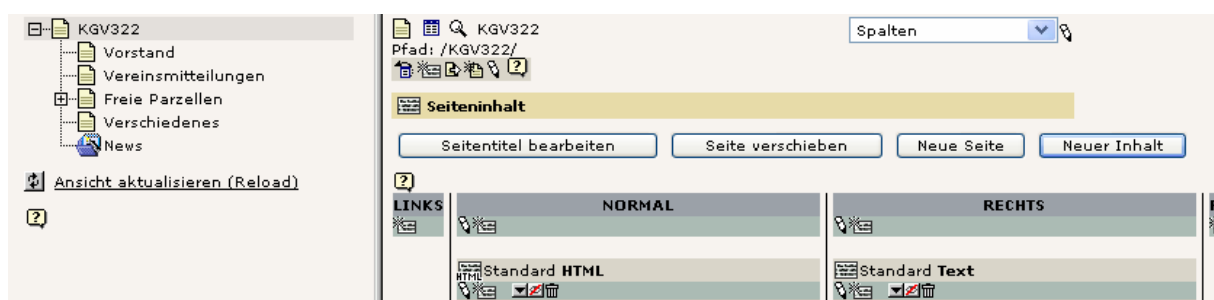 KGV322
Vorstand
Vereinsmitteilungen
Freie Parzellen
Verschiedenes
News
Ansicht aktualisieren (Reload)
KGV322
Spalten
Pfad: /KGV322/
Seiteninhalt
Seitentitel bearbeiten
Seite verschieben
Neue Seite
Neuer Inhalt
LINKS
NORMAL
RECHTS
HTML
Standard HTML
Standard Text